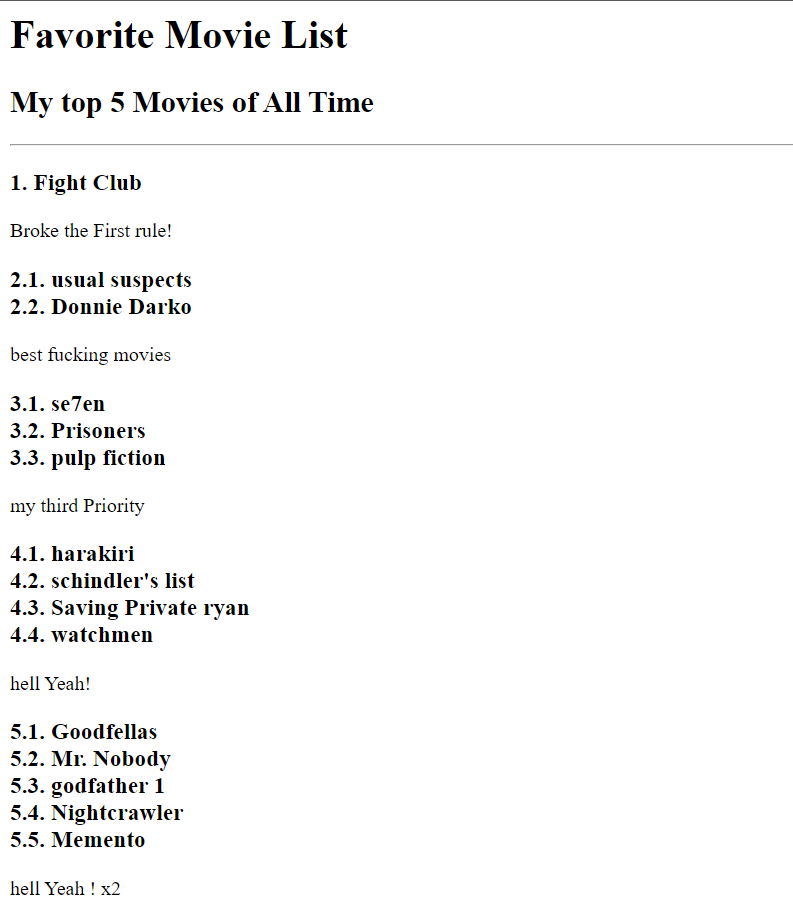 Favorite Movie List
My top 5 Movies of All Time
1. Fight Club
Broke the First rule!
2.1. usual suspects
2.2. Donnie Darko
best fucking movies
3.1. se7en
3.2. Prisoners
3.3. pulp fiction
my third Priority
4.1. harakiri
4.2. schindler's list
4.3. Saving Private ryan
4.4. watchmen
hell Yeah!
5.1. Goodfellas
5.2. Mr. Nobody
5.3. godfather 1
5.4. Nightcrawler
5.5. Memento
hell Yeah ! x2